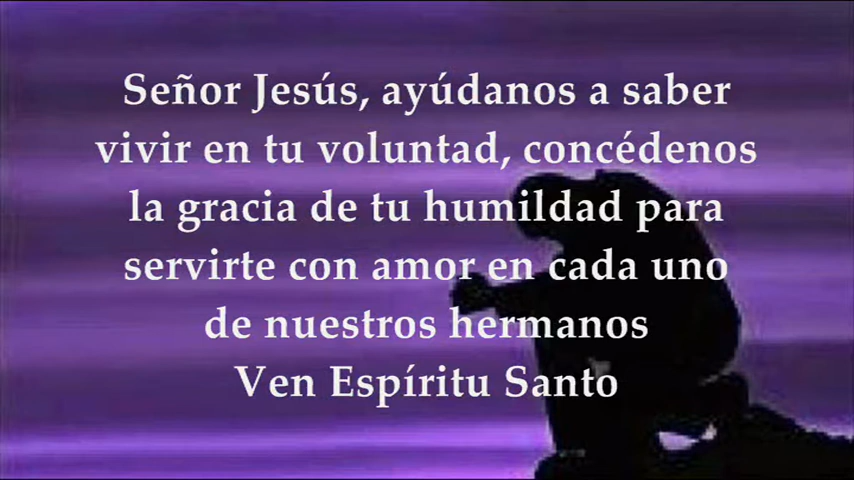 Señor Jesús, ayúdanos a saber
vivir en tu voluntad, concédenos
la gracia de tu humildad para
servirte con amor en cada uno
de nuestros hermanos
Ven Espíritu Santo